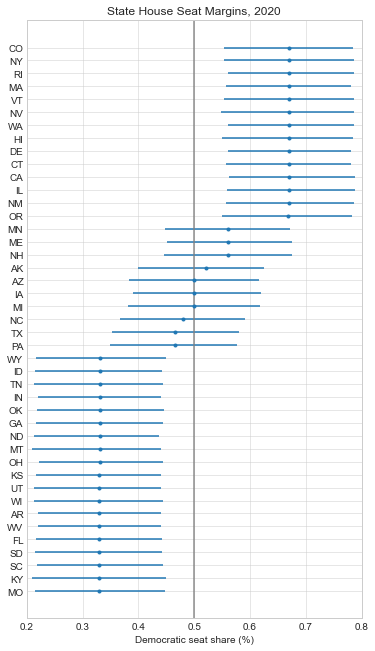 State House Seat Margins, 2020
CO
NY
RI
MA
VT
NV
WA
HI
DE
CT
CA
IL
NM
OR
MN
ME
NH
AK
AZ
IA
MI
NC
TX
PA
WY
ID
TN
IN
OK
GA
ND
MT
OH
KS
UT
WI
AR
WV
FL
SD
SC
KY
MO
0.2 0.3 0.4 0.5 0.6 0.7 0.8
Democratic seat share (%)